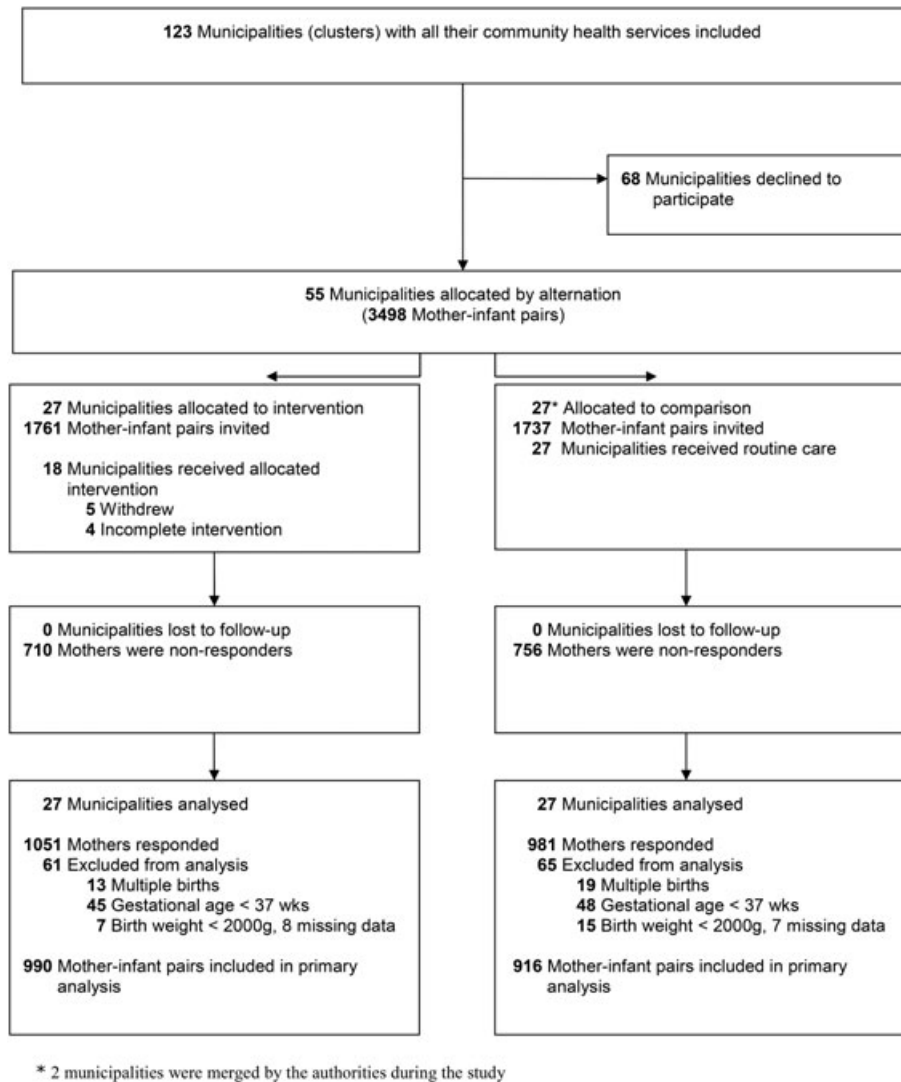 123 Municipalities (clusters) with all their community health services included
68 Municipalities declined to
participate
55 Municipalities allocated by alternation
(3498 Mother-infant pairs)
27 Municipalities allocated to intervention
1761 Mother-infant pairs invited
18 Municipalities received allocated
intervention
5 Withdrew
4 Incomplete intervention
27* Allocated to comparison
1737 Mother-infant pairs invited
27 Municipalities received routine care
0 Municipalities lost to follow-up
710 Mothers were non-responders
0 Municipalities lost to follow-up
756 Mothers were non-responders
27 Municipalities analysed
1051 Mothers responded
61 Excluded from analysis
13 Multiple births
45 Gestational age < 37 wks
7 Birth weight < 2000g, 8 missing data
990 Mother-infant pairs included in primary
analysis
27 Municipalities analysed
981 Mothers responded
65 Excluded from analysis
19 Multiple births
48 Gestational age < 37 wks
15 Birth weight < 2000g, 7 missing data
916 Mother-infant pairs included in primary
analysis
* 2 municipalities were merged by the authorities during the study